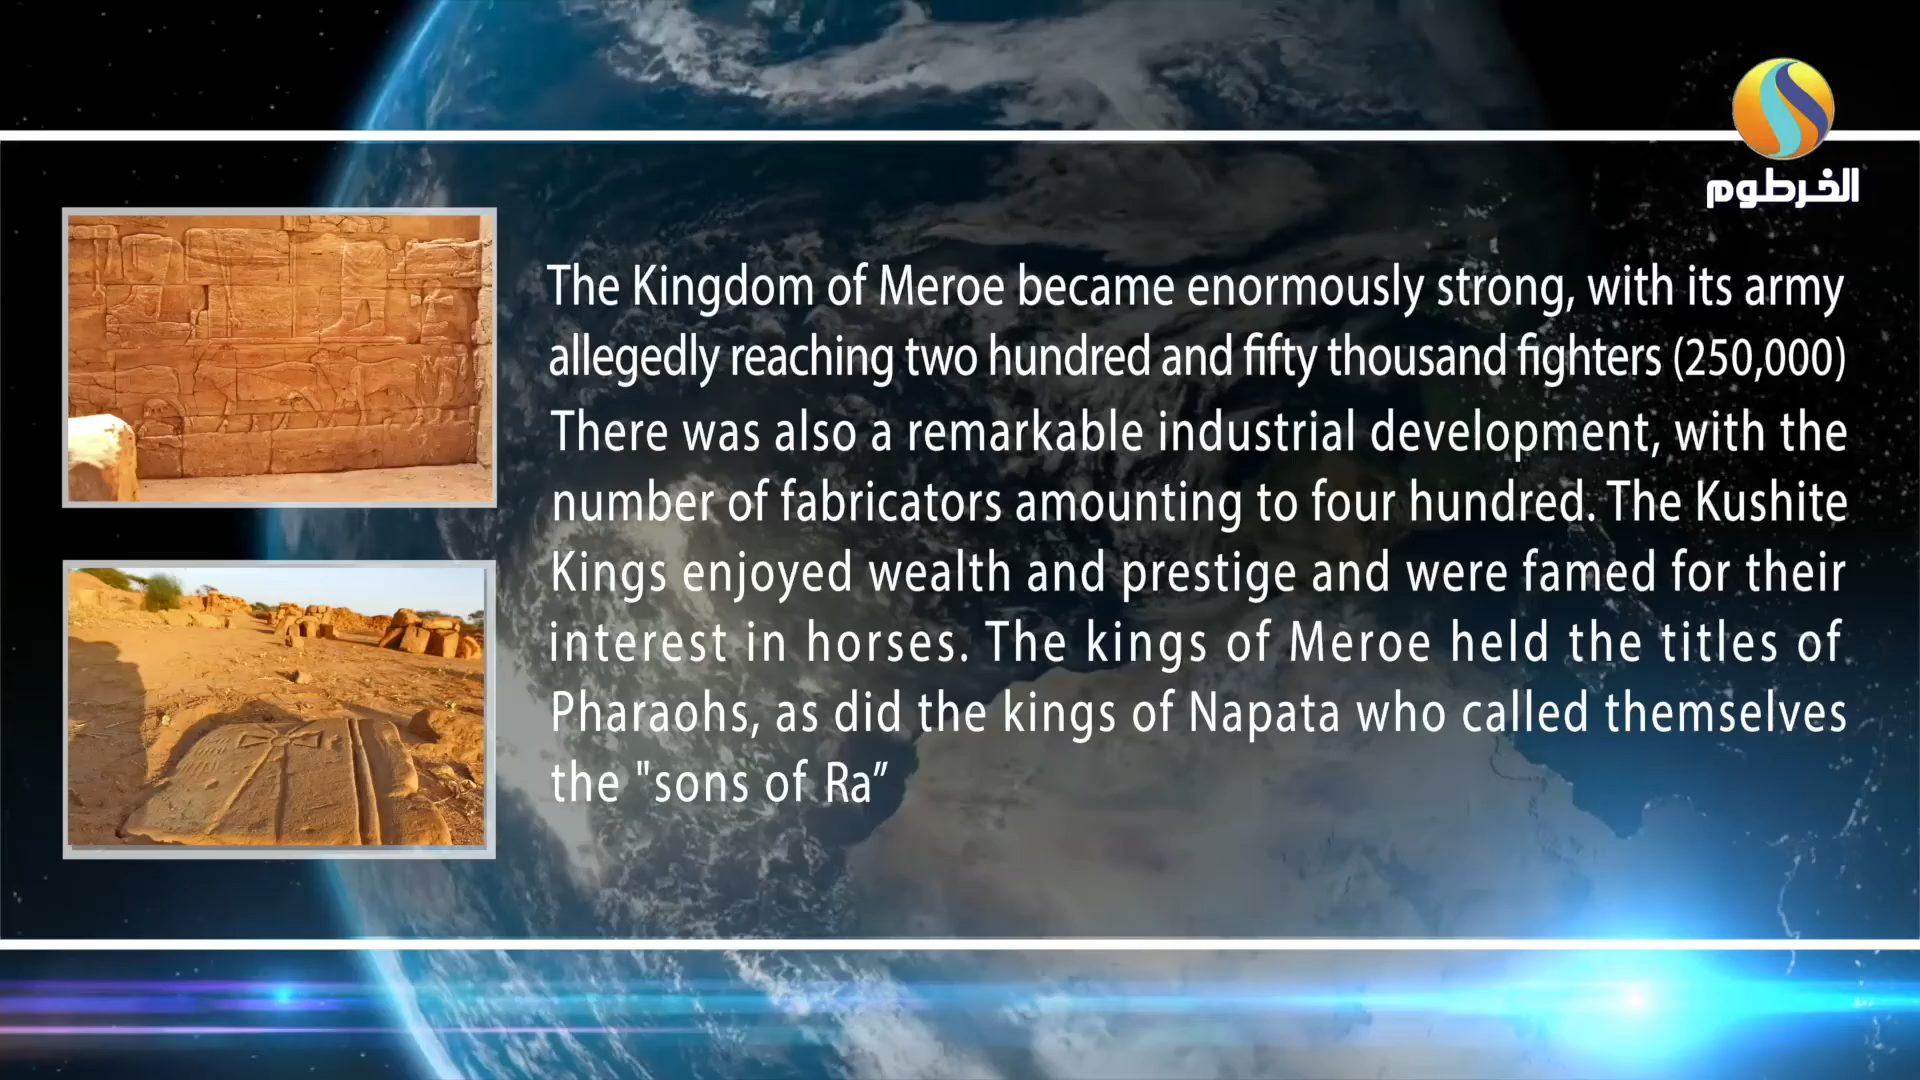 الخرطوم
The Kingdom of Meroe became enormously strong, with its army
allegedly reaching two hundred and fifty thousand fighters (250,000)
There was also a remarkable industrial development, with the
number of fabricators amounting to four hundred. The Kushite
Kings enjoyed wealth and prestige and were famed for their
interest in horses. The kings of Meroe held the titles of
Pharaohs, as did the kings of Napata who called themselves
the "sons of Ra”